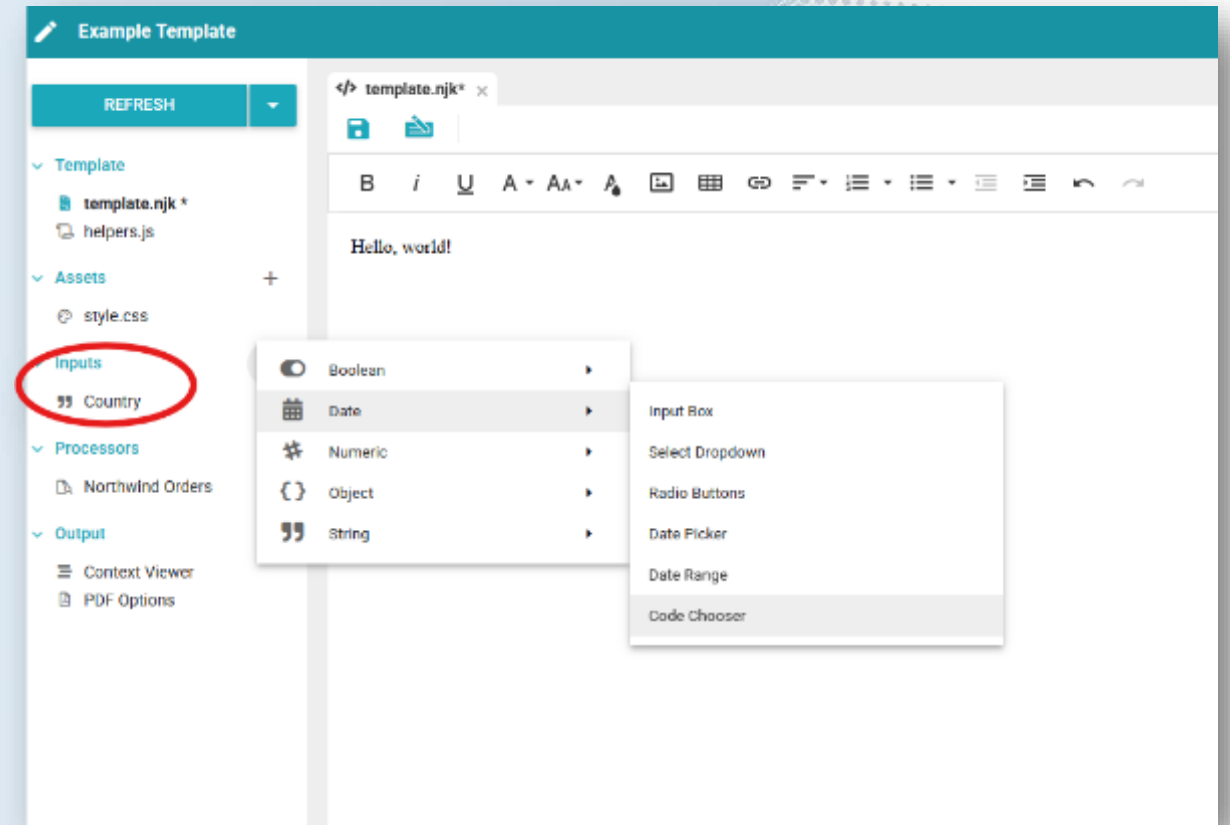 Example Template
REFRESH
Template
template.njk *
helpers.js
Assets +
style.css
Inputs
Country
Processors
Northwind Orders
Output
Context Viewer
PDF Options
</> template.njk* ×
B i U A AA A
Hello, world!
Boolean
Date
Numeric
{} Object
String
Input Box
Select Dropdown
Radio Buttons
Date Picker
Date Range
Code Chooser